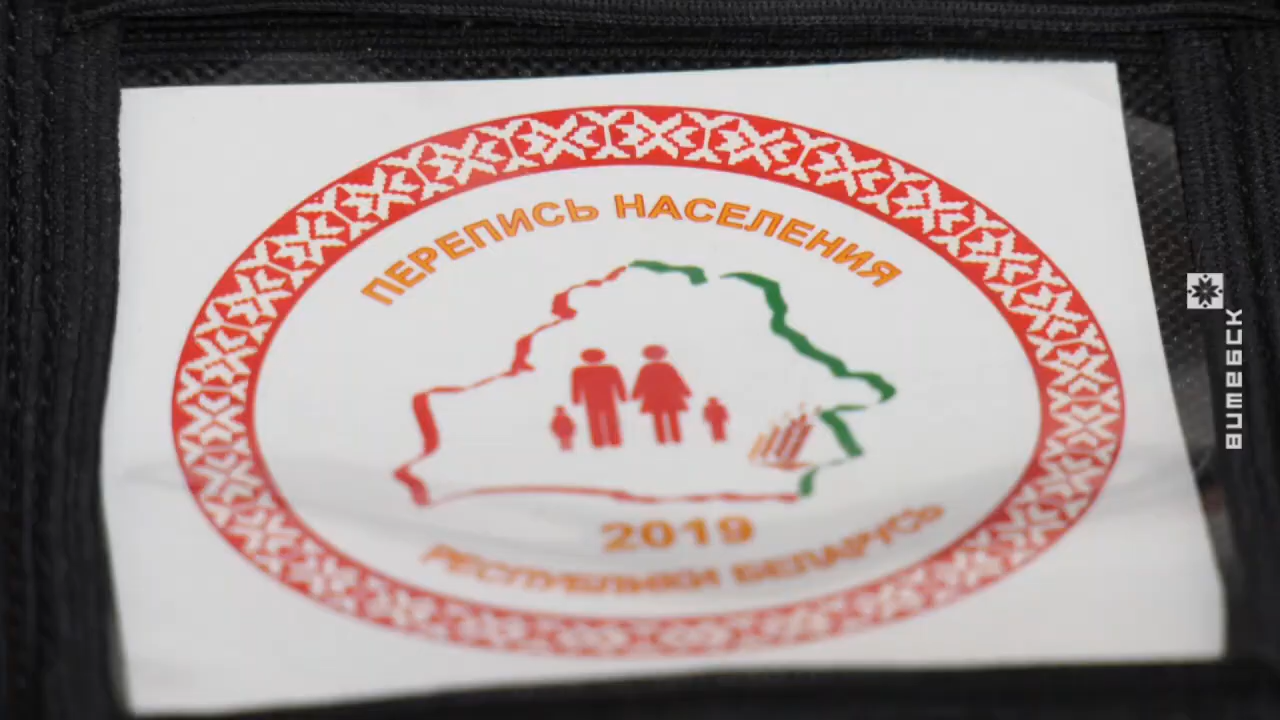 ПЕРЕПИСЬ НАСЕЛЕНИЯ
2019
РЕСПУБЛИКИ БЕЛАРУСЬ
витебск